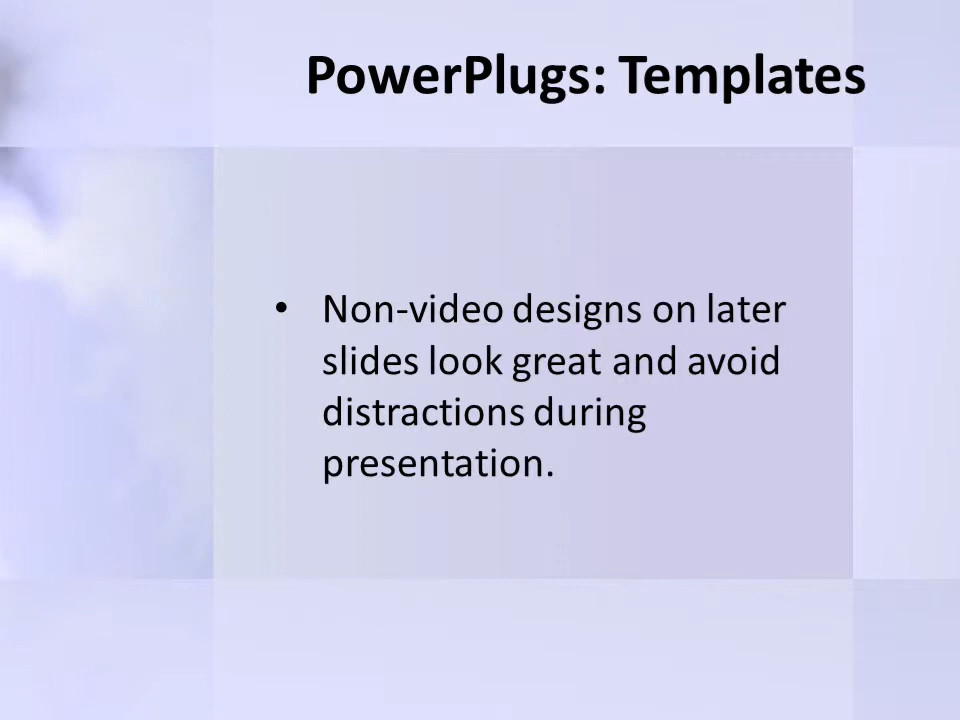 PowerPlugs: Templates
• Non-video designs on later
slides look great and avoid
distractions during
presentation.